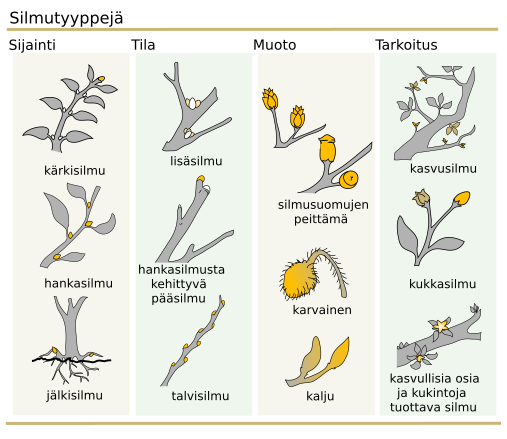 Silmutyyppejä
Sijainti
Tila
Muoto
Tarkoitus
kärkisilmu
lisäsilmu
silmusuomujen
peittämä
kasvusilmu
hankasilmu
hankasilmusta
kehittyvä
pääsilmu
karvainen
kukkasilmu
jälkisilmu
talvisilmu
kalju
kasvullisia osia
ja kukintoja
tuottava silmu